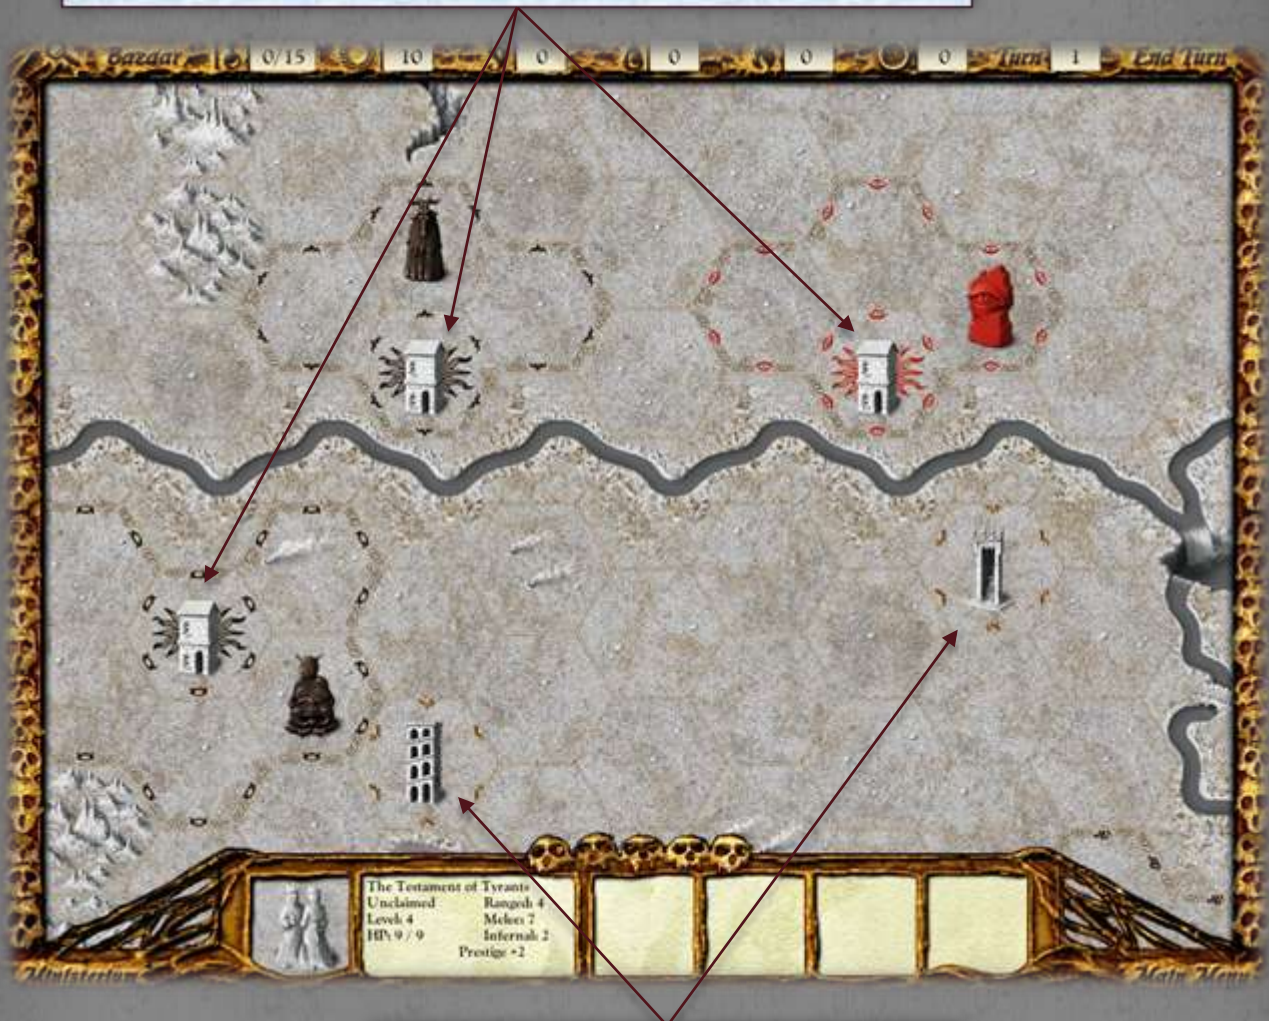 Bazaar 0/15 10 0 0 0 0 Turn 1 End Turn
The Testament of Tyrants
Unclaimed Ranged: 4
Level: 4 Melee: 7
HP: 9 / 9 Infernal: 2
Prestige +2
Ministerium Main Menu